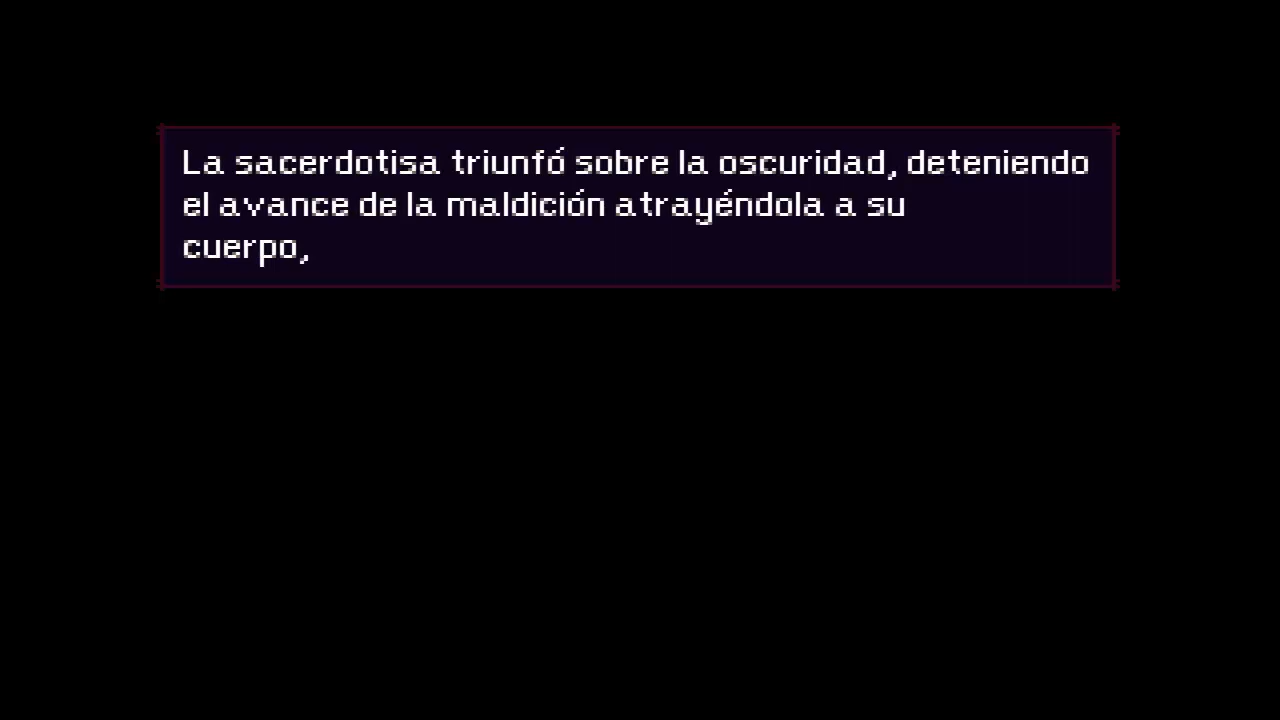 La sacerdotisa triunfó sobre la oscuridad, deteniendo
el avance de la maldición atrayéndola a su
cuerpo,